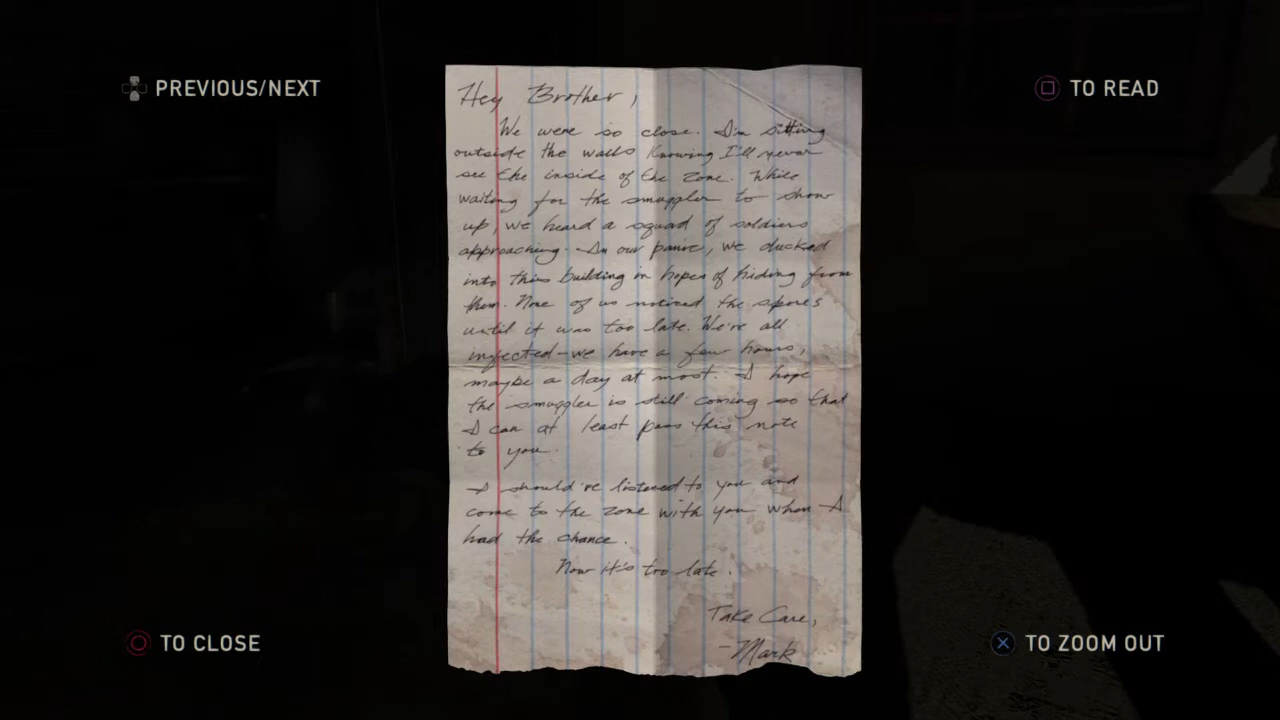 PREVIOUS/NEXT
TO READ
Hey Brother,
We were so close. I'm sitting
outside the walls knowing I'll never
see the inside of the zone. While
waiting for the smuggler to show
up, we heard a squad of soldiers
approaching. In our panic, we ducked
into this building in hopes of hiding from
them. None of us noticed the spores
until it was too late. We're all
infected-we have a few hours,
maybe a day at most. I hope
the smuggler is still coming so that
I can at least pass this note
to you.
I should've listened to you and
come to the zone with you when I
had the chance.
Now it's too late.
Take Care,
-Mark
TO CLOSE
TO ZOOM OUT